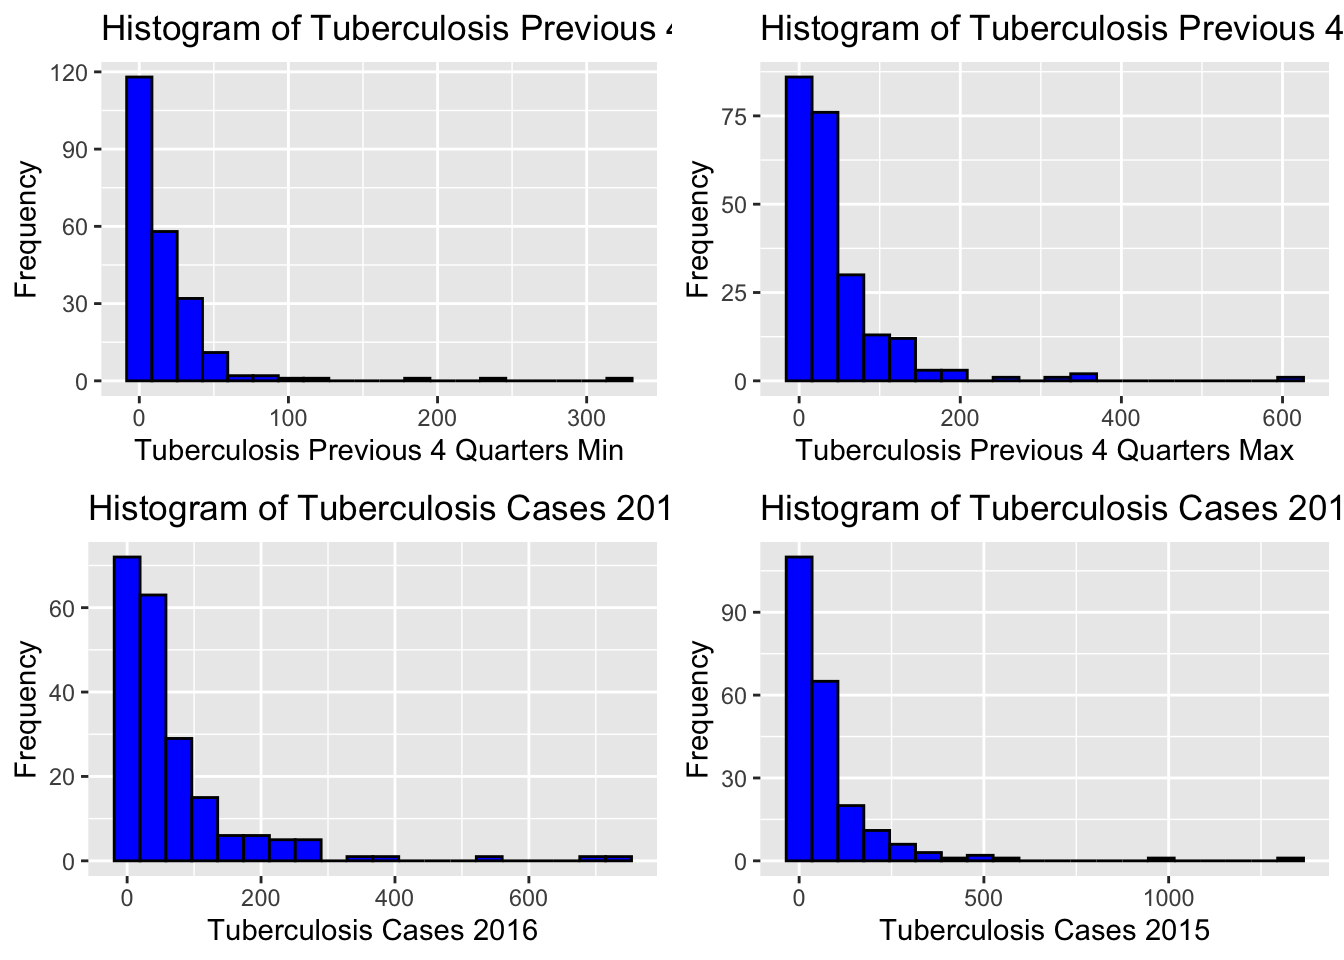 Histogram of Tuberculosis Previous
Frequency
120
90
60
30
0
0 100 200 300
Tuberculosis Previous 4 Quarters Min
Histogram of Tuberculosis Previous 4
Frequency
75
50
25
0
0 200 400 600
Tuberculosis Previous 4 Quarters Max
Histogram of Tuberculosis Cases 201
Frequency
60
40
20
0
0 200 400 600
Tuberculosis Cases 2016
Histogram of Tuberculosis Cases 201
Frequency
90
60
30
0
0 500 1000
Tuberculosis Cases 2015